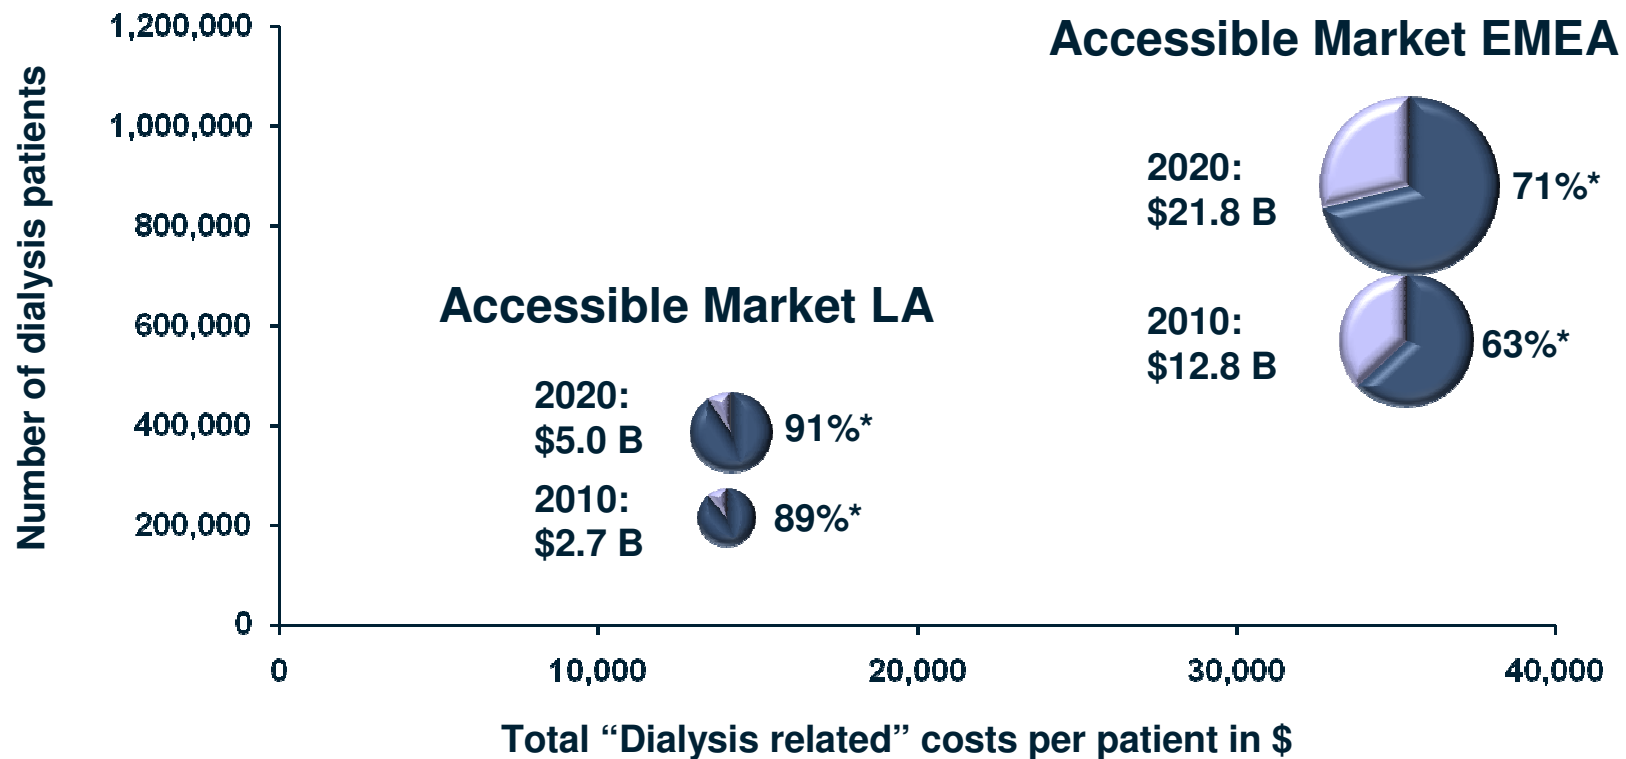 Accessible Market EMEA
1,200,000
1,000,000
800,000
600,000
400,000
200,000
0
Number of dialysis patients
2020:
$21.8 B
71%*
2010:
$12.8 B
63%*
Accessible Market LA
2020:
$5.0 B
91%*
2010:
$2.7 B
89%*
0
10,000
20,000
30,000
40,000
Total “Dialysis related” costs per patient in $